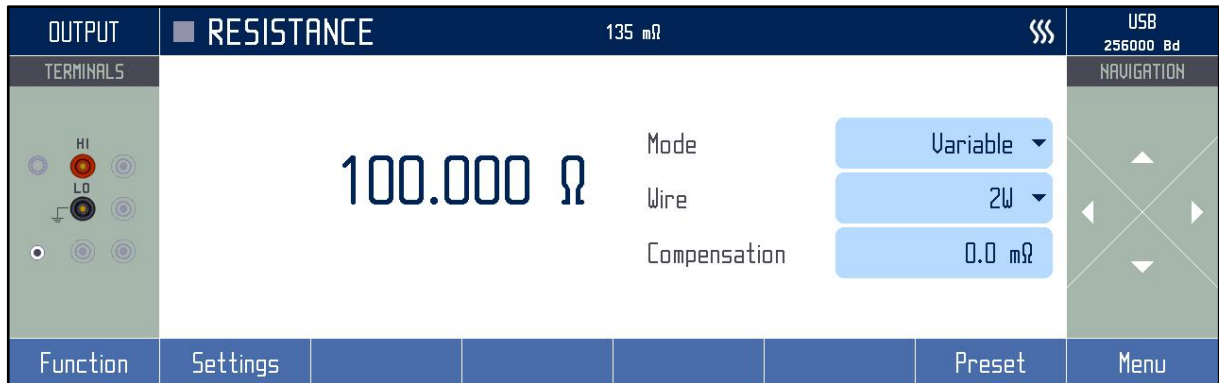 OUTPUT
RESISTANCE
135 mΩ
USB
256000 Bd
TERMINALS
NAVIGATION
HI
LO
100.000 Ω
Mode
Variable
Wire
2W
Compensation
0.0 mΩ
Function
Settings
Preset
Menu